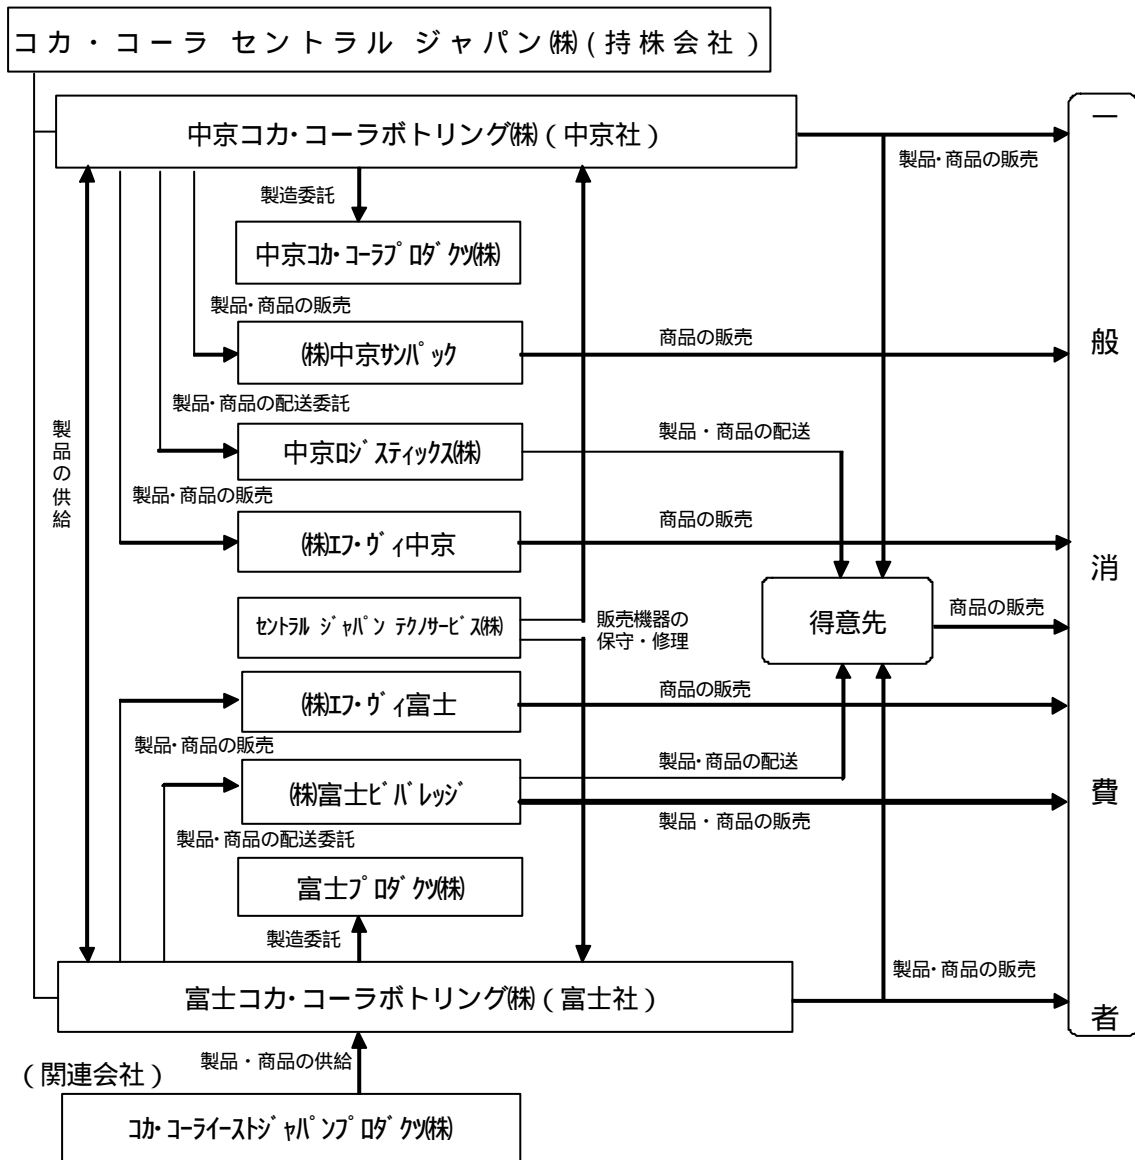 コカ・コーラ セントラル ジャパン㈱(持株会社)
中京コカ・コーラボトリング㈱(中京社)
製品・商品の販売
製造委託
中京ｺｶ･ｺｰﾗﾌﾟﾛﾀﾞｸﾂ㈱
製品・商品の販売
㈱中京ｻﾝﾊﾟｯｸ
商品の販売
製品・商品の配送委託
中京ﾛｼﾞｽﾃｨｯｸｽ㈱
製品・商品の配送
製品の供給
製品・商品の販売
㈱ｴﾌ･ｳﾞｨ中京
商品の販売
ｾﾝﾄﾗﾙ ｼﾞｬﾊﾟﾝ ﾃｸﾉｻｰﾋﾞｽ㈱
販売機器の
保守・修理
得意先
商品の販売
㈱ｴﾌ･ｳﾞｨ富士
商品の販売
製品・商品の販売
㈱富士ﾋﾞﾊﾞﾚｯｼﾞ
製品・商品の配送
製品・商品の販売
製品・商品の配送委託
富士ﾌﾟﾛﾀﾞｸﾂ㈱
製造委託
富士コカ・コーラボトリング㈱(富士社)
製品・商品の販売
一般消費者
製品・商品の供給
(関連会社)
ｺｶ･ｺｰﾗｲｰｽﾄｼﾞｬﾊﾟﾝﾌﾟﾛﾀﾞｸﾂ㈱